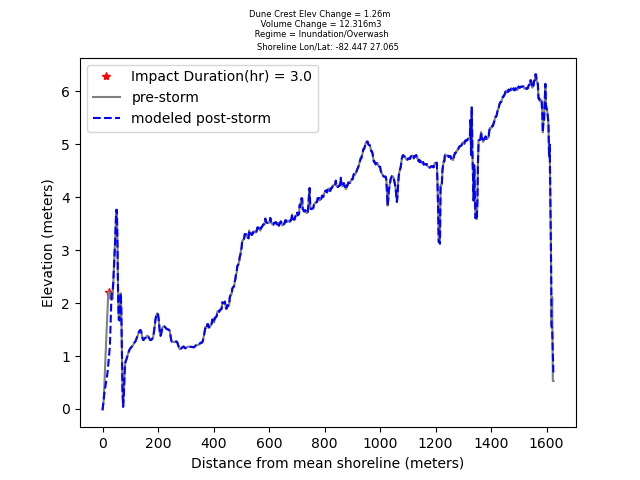 Dune Crest Elev Change = 1.26m
Volume Change = 12.316m3
Regime = Inundation/Overwash
Shoreline Lon/Lat: -82.447 27.065
Impact Duration(hr) = 3.0
pre-storm
modeled post-storm
6
5
4
3
2
1
0
Elevation (meters)
0 200 400 600 800 1000 1200 1400 1600
Distance from mean shoreline (meters)